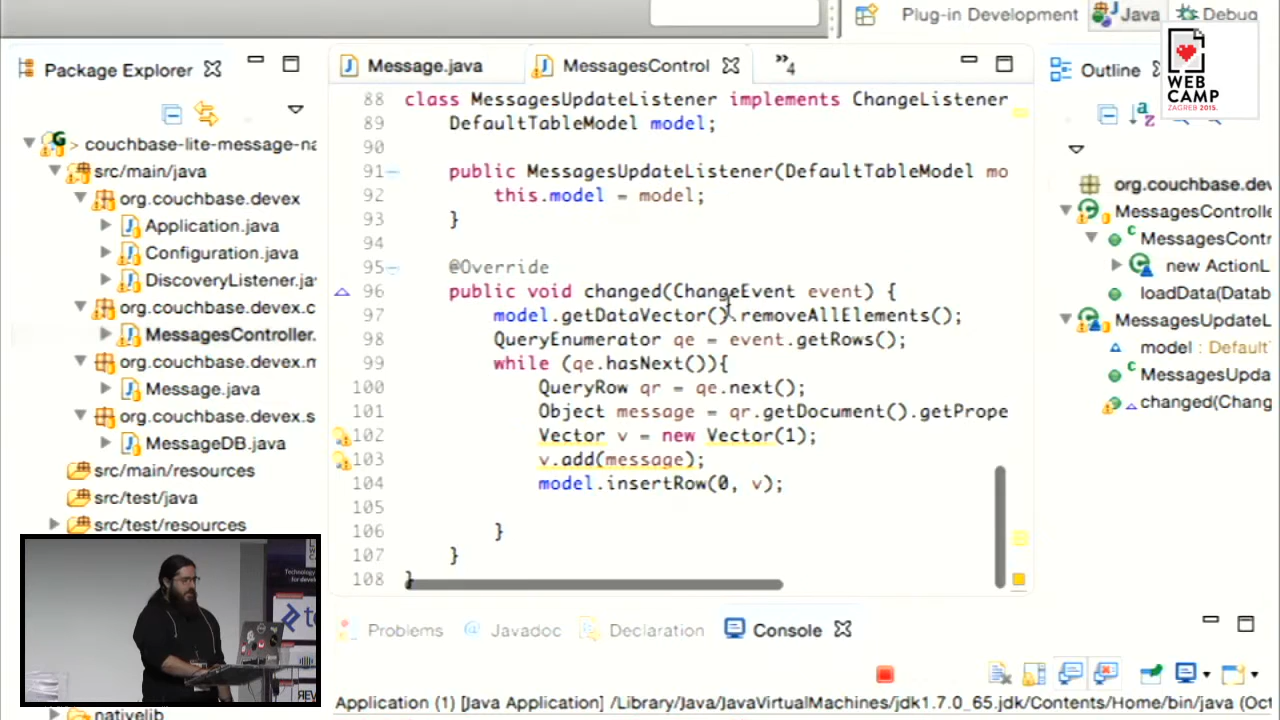 Plug-in Development Java Debug
WEB
CAMP
ZAGREB 2015.
Package Explorer
Message.java
MessagesControl
4
Outline
> couchbase-lite-message-na
src/main/java
org.couchbase.devex
Application.java
Configuration.java
DiscoveryListener.ja
org.couchbase.devex.c
MessagesController.
org.couchbase.devex.m
Message.java
org.couchbase.devex.s
MessageDB.java
src/main/resources
src/test/java
src/test/resources
nativelib
88 class MessagesUpdateListener implements ChangeListener
89 DefaultTableModel model;
90
91 public MessagesUpdateListener(DefaultTableModel mo
92 this.model = model;
93 }
94
95 @Override
96 public void changed(ChangeEvent event) {
97 model.getDataVector().removeAllElements();
98 QueryEnumerator qe = event.getRows();
99 while (qe.hasNext()){
100 QueryRow qr = qe.next();
101 Object message = qr.getDocument().getPrope
102 Vector v = new Vector(1);
103 v.add(message);
104 model.insertRow(0, v);
105
106 }
107 }
108 }
org.couchbase.dev
MessagesControlle
MessagesContr
new ActionL
loadData(Datab
MessagesUpdateL
model : Default
MessagesUpda
changed(Chang
Problems
Javadoc
Declaration
Console
Application (1) [Java Application] /Library/Java/JavaVirtualMachines/jdk1.7.0_65.jdk/Contents/Home/bin/java (Oct